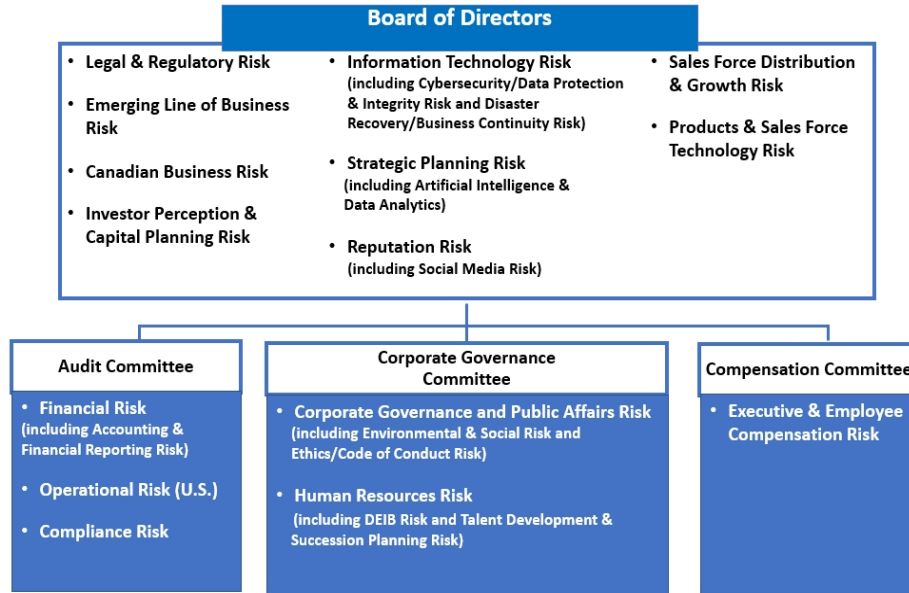 Board of Directors
• Legal & Regulatory Risk
• Emerging Line of Business
Risk
• Canadian Business Risk
• Investor Perception &
Capital Planning Risk
• Information Technology Risk
(including Cybersecurity/Data Protection
& Integrity Risk and Disaster
Recovery/Business Continuity Risk)
• Strategic Planning Risk
(including Artificial Intelligence &
Data Analytics)
• Reputation Risk
(including Social Media Risk)
• Sales Force Distribution
& Growth Risk
• Products & Sales Force
Technology Risk
Audit Committee
• Financial Risk
(including Accounting &
Financial Reporting Risk)
• Operational Risk (U.S.)
• Compliance Risk
Corporate Governance
Committee
• Corporate Governance and Public Affairs Risk
(including Environmental & Social Risk and
Ethics/Code of Conduct Risk)
• Human Resources Risk
(including DEIB Risk and Talent Development &
Succession Planning Risk)
Compensation Committee
• Executive & Employee
Compensation Risk